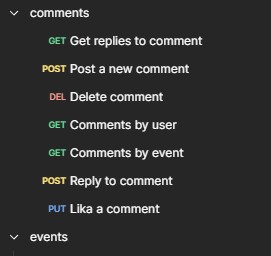 comments
GET Get replies to comment
POST Post a new comment
DEL Delete comment
GET Comments by user
GET Comments by event
POST Reply to comment
PUT Lika a comment
events